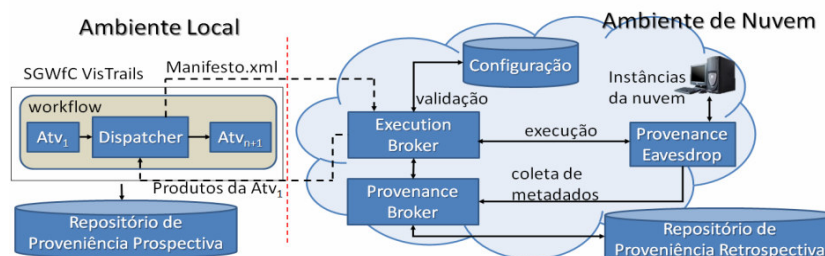 Ambiente Local
Ambiente de Nuvem
SGWfC VisTrails
Manifesto.xml
workflow
Atv1
Dispatcher
Atvn+1
Produtos da Atv1
Repositório de
Proveniência Prospectiva
Configuração
validação
Execution
Broker
execução
Instâncias
da nuvem
Provenance
Eavesdrop
coleta de
metadados
Provenance
Broker
Repositório de
Proveniência Retrospectiva